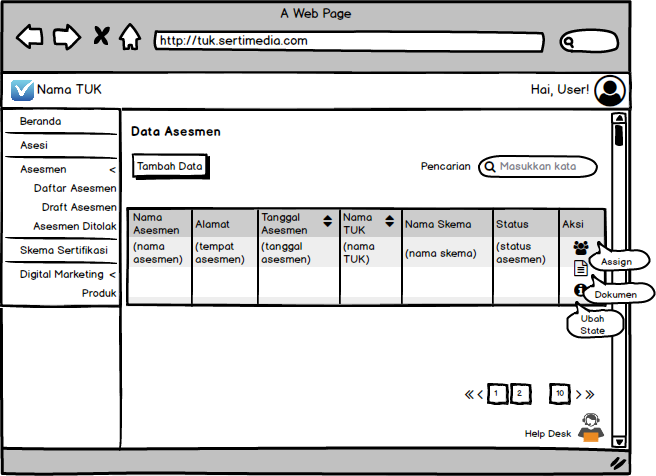 A Web Page
http://tuk.sertimedia.com
Nama TUK
Hai, User!
Beranda
Asesi
Asesmen <
Daftar Asesmen
Draft Asesmen
Asesmen Ditolak
Skema Sertifikasi
Digital Marketing <
Produk
Data Asesmen
Tambah Data
Pencarian
Masukkan kata
Nama Asesmen
Alamat
Tanggal Asesmen
Nama TUK
Nama Skema
Status
Aksi
(nama asesmen)
(tempat asesmen)
(tanggal asesmen)
(nama TUK)
(nama skema)
(status asesmen)
Assign
Dokumen
Ubah State
« < 1 2 10 > »
Help Desk